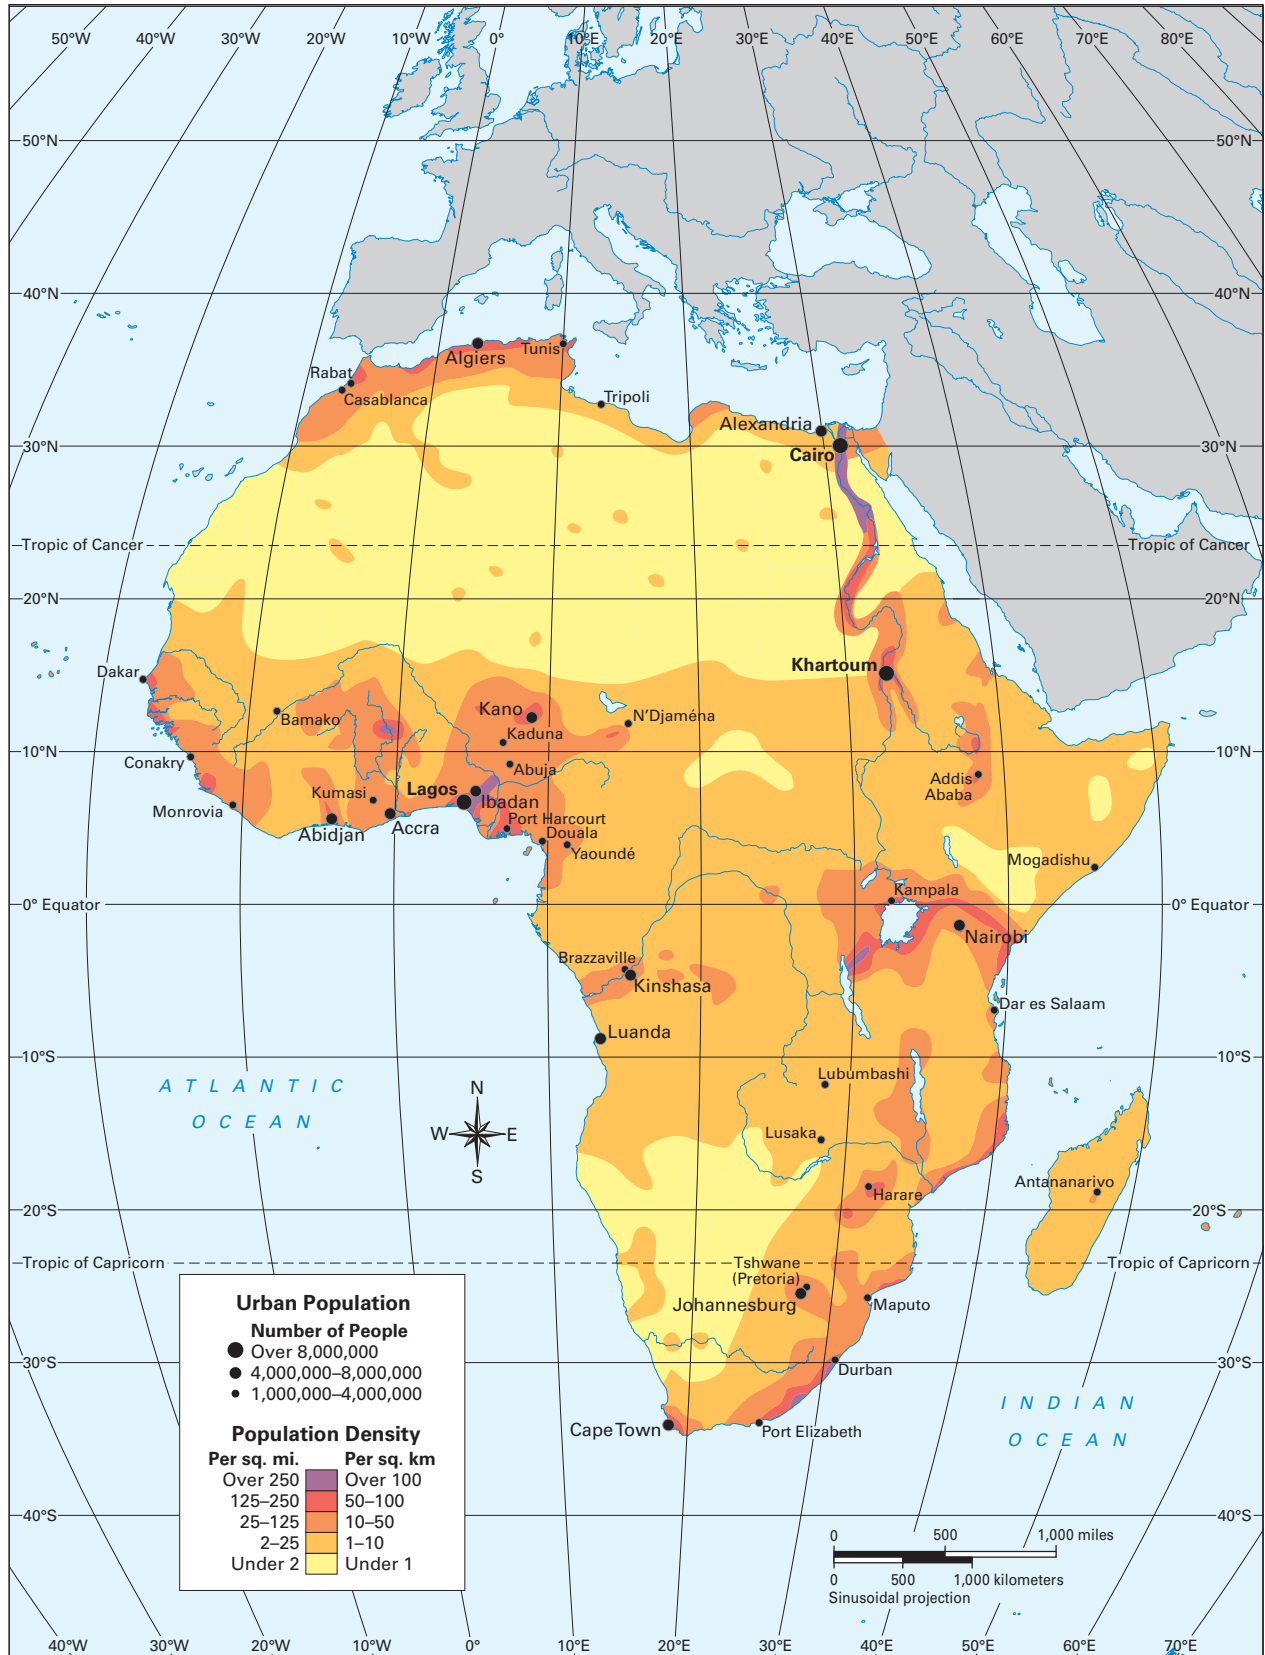 50°W 40°W 30°W 20°W 10°W 0° 10°E 20°E 30°E 40°E 50°E 60°E 70°E 80°E
50°N 50°N
40°N 40°N
Algiers
Tunis
Rabat
Casablanca
Tripoli
Alexandria
30°N 30°N
Cairo
Tropic of Cancer Tropic of Cancer
20°N 20°N
Khartoum
Dakar
Kano
N'Djaména
Bamako
Kaduna
10°N 10°N
Conakry
Abuja
Addis
Ababa
Lagos
Kumasi
Ibadan
Monrovia
Port Harcourt
Abidjan
Accra
Douala
Yaoundé
Mogadishu
Kampala
0° Equator 0° Equator
Nairobi
Brazzaville
Kinshasa
Dar es Salaam
Luanda
10°S 10°S
Lubumbashi
ATLANTIC
OCEAN
N
W E
S
Lusaka
Antananarivo
Harare
20°S 20°S
Tropic of Capricorn Tropic of Capricorn
Tshwane
(Pretoria)
Johannesburg
Maputo
30°S 30°S
Durban
Cape Town
Port Elizabeth
INDIAN
OCEAN
Urban Population
Number of People
Over 8,000,000
4,000,000–8,000,000
1,000,000–4,000,000
Population Density
Per sq. mi. Per sq. km
Over 250 Over 100
125–250 50–100
25–125 10–50
2–25 1–10
Under 2 Under 1
40°S 40°S
0 500 1,000 miles
0 500 1,000 kilometers
Sinusoidal projection
40°W 30°W 20°W 10°W 0° 10°E 20°E 30°E 40°E 50°E 60°E 70°E